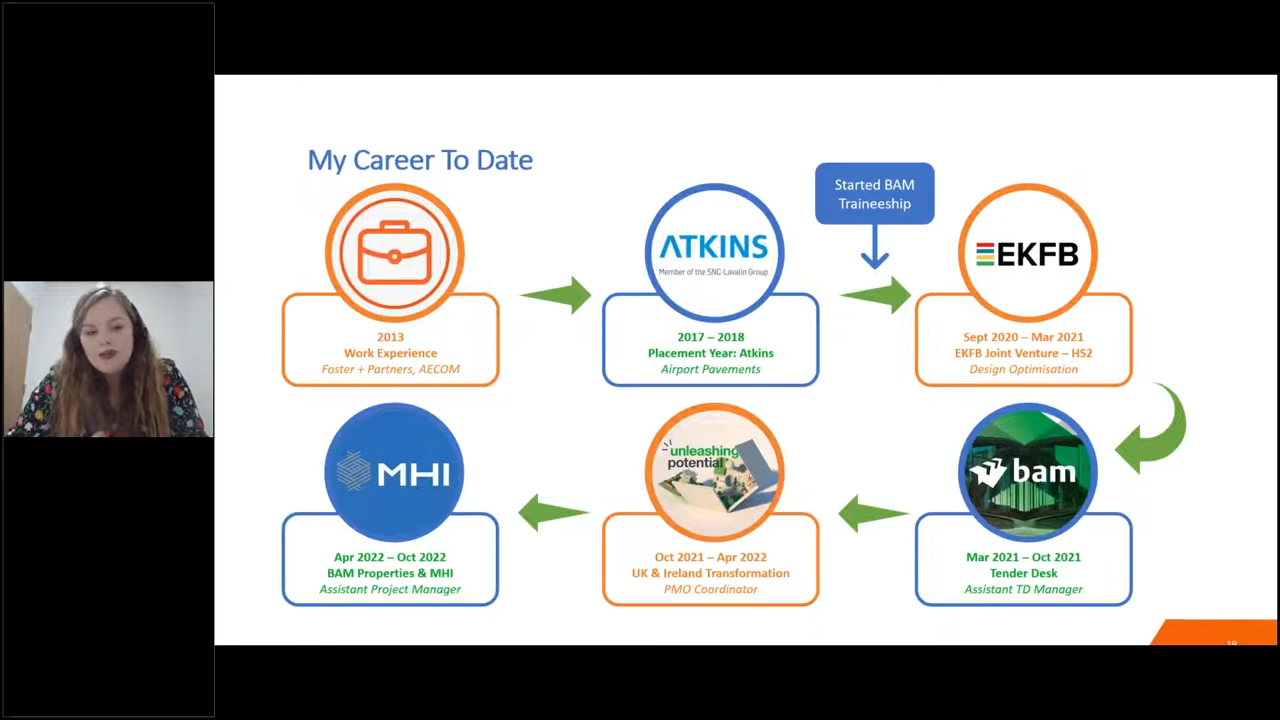 My Career To Date
Started BAM
Traineeship
ATKINS
Member of the SNC-Lavalin Group
EKFB
2013
Work Experience
Foster + Partners, AECOM
2017 – 2018
Placement Year: Atkins
Airport Pavements
Sept 2020 – Mar 2021
EKFB Joint Venture – HS2
Design Optimisation
MHI
unleashing
potential
bam
Apr 2022 – Oct 2022
BAM Properties & MHI
Assistant Project Manager
Oct 2021 – Apr 2022
UK & Ireland Transformation
PMO Coordinator
Mar 2021 – Oct 2021
Tender Desk
Assistant TD Manager
19